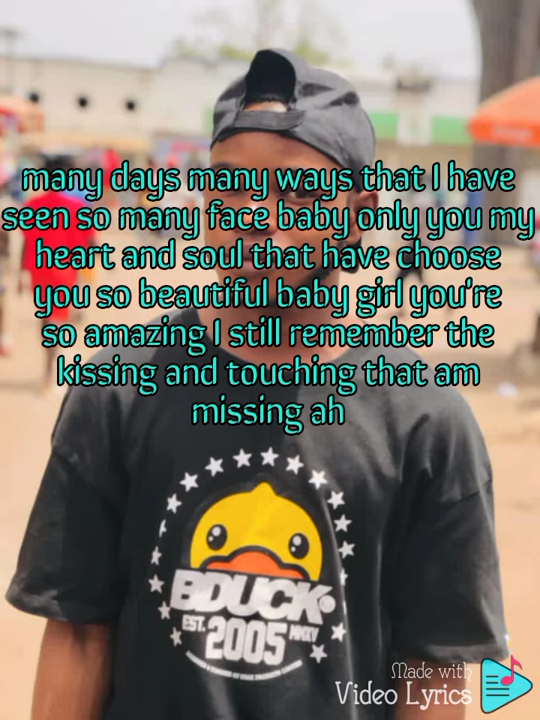 many days many ways that I have
seen so many face baby only you my
heart and soul that have choose
you so beautiful baby girl you're
so amazing I still remember the
kissing and touching that am
missing ah
BDUCK
EST. 2005 MMXV
Made with
Video Lyrics